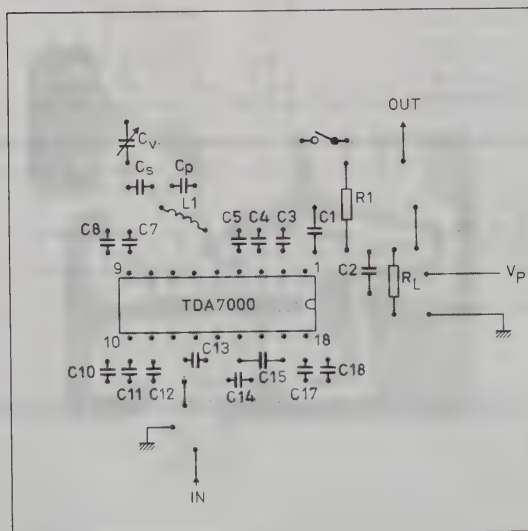 OUT
Cv
Cs Cp
L1
R1
C8 C7 C5 C4 C3 C1
C2 RL VP
9 1
TDA7000
10 18
C13
C10 C11 C12 C14 C15 C17 C18
IN